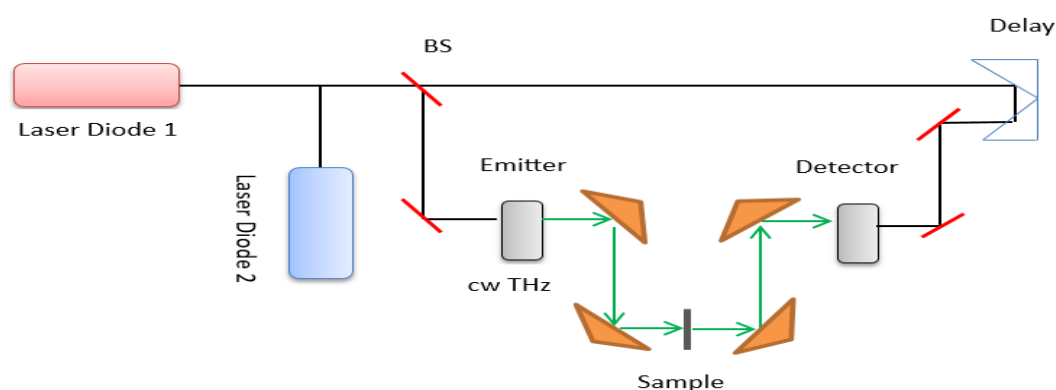 Delay
BS
Laser Diode 1
Emitter
Detector
Laser Diode 2
cw THz
Sample